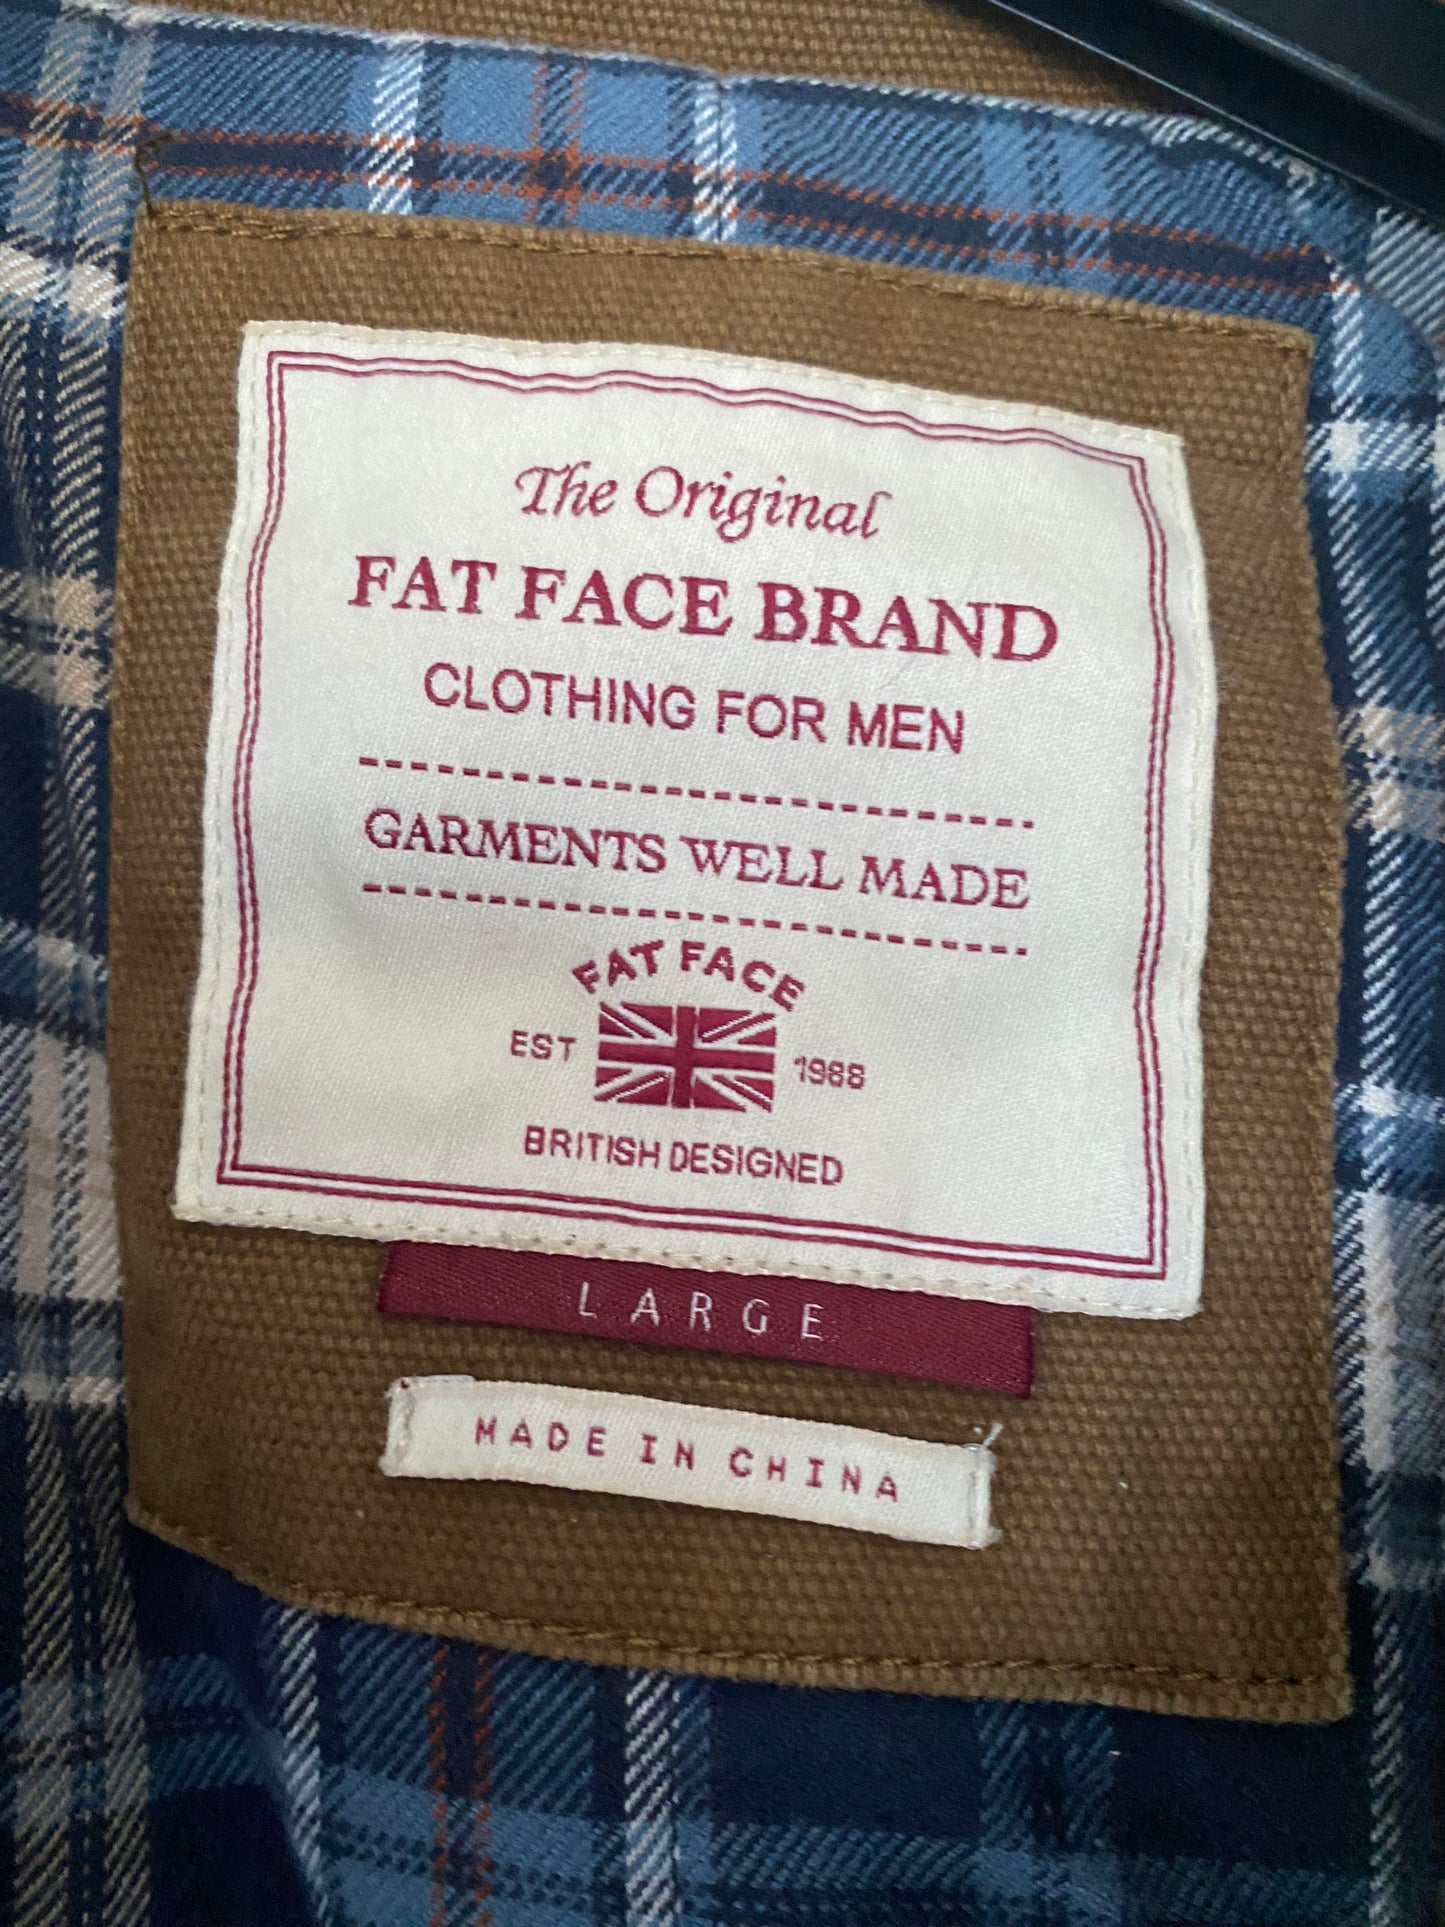 The Original
FAT FACE BRAND
CLOTHING FOR MEN
GARMENTS WELL MADE
FAT FACE
EST 1988
BRITISH DESIGNED
LARGE
MADE IN CHINA